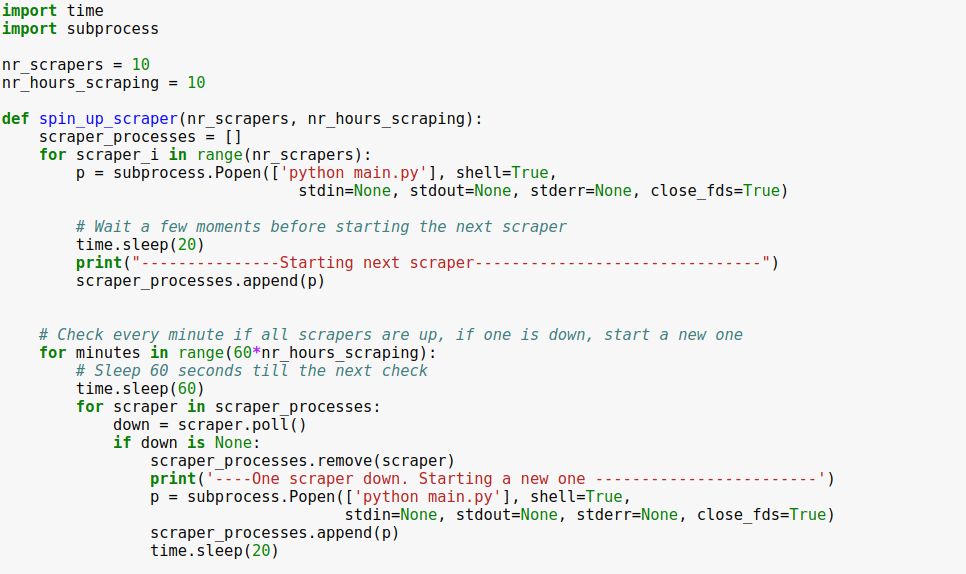 import time
import subprocess

nr_scrapers = 10
nr_hours_scraping = 10

def spin_up_scraper(nr_scrapers, nr_hours_scraping):
    scraper_processes = []
    for scraper_i in range(nr_scrapers):
        p = subprocess.Popen(['python main.py'], shell=True,
                                stdin=None, stdout=None, stderr=None, close_fds=True)

        # Wait a few moments before starting the next scraper
        time.sleep(20)
        print("---------------Starting next scraper-------------------------------")
        scraper_processes.append(p)


    # Check every minute if all scrapers are up, if one is down, start a new one
    for minutes in range(60*nr_hours_scraping):
        # Sleep 60 seconds till the next check
        time.sleep(60)
        for scraper in scraper_processes:
            down = scraper.poll()
            if down is None:
                scraper_processes.remove(scraper)
                print('----One scraper down. Starting a new one ------------------------')
                p = subprocess.Popen(['python main.py'], shell=True,
                                     stdin=None, stdout=None, stderr=None, close_fds=True)
                scraper_processes.append(p)
                time.sleep(20)